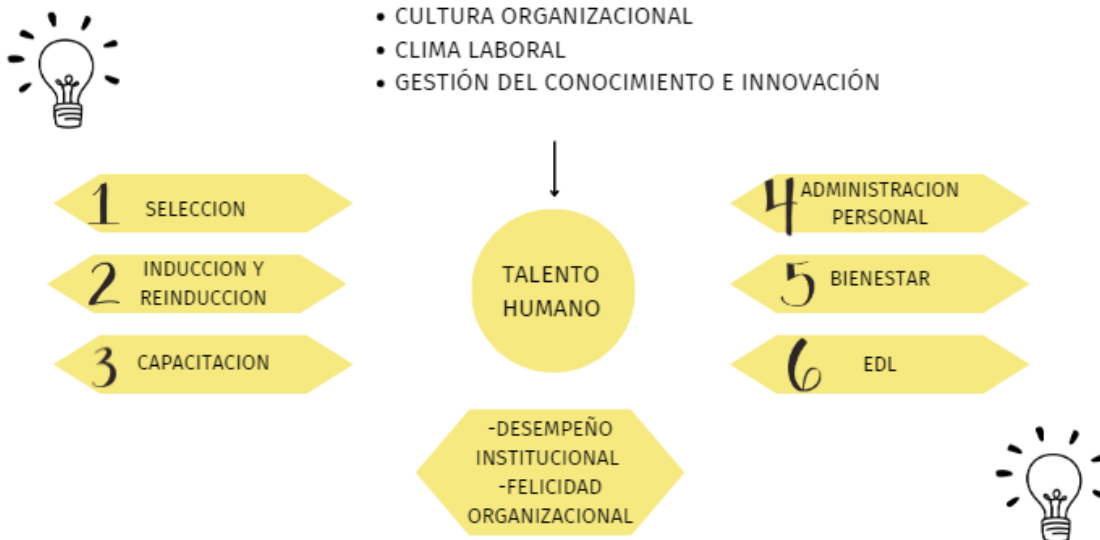 • CULTURA ORGANIZACIONAL
• CLIMA LABORAL
• GESTIÓN DEL CONOCIMIENTO E INNOVACIÓN
1 SELECCION
2 INDUCCION Y
REINDUCCION
3 CAPACITACION
TALENTO
HUMANO
4 ADMINISTRACION
PERSONAL
5 BIENESTAR
6 EDL
-DESEMPEÑO
INSTITUCIONAL
-FELICIDAD
ORGANIZACIONAL